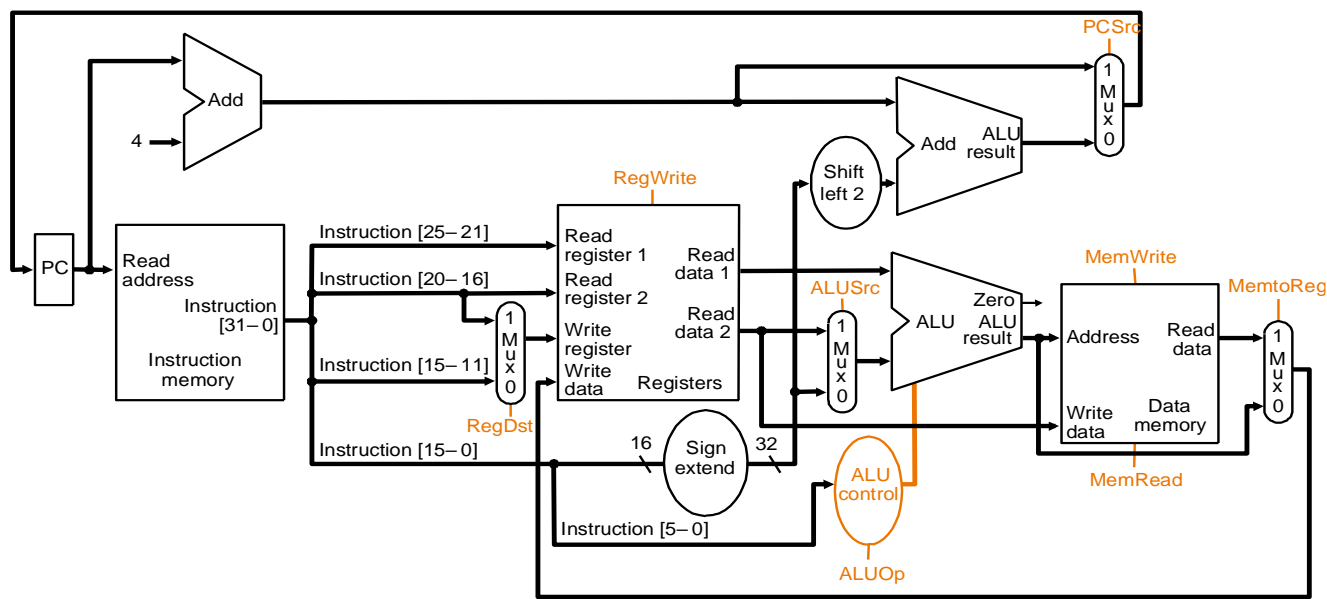 PCSrc
1
M
u
x
0
Add
4
Add
ALU
result
Shift
left 2
RegWrite
PC
Read
address
Instruction
[31–0]
Instruction
memory
Instruction [25–21]
Instruction [20–16]
Instruction [15–11]
Instruction [15–0]
Instruction [5–0]
1
M
u
x
0
RegDst
Read
register 1
Read
register 2
Write
register
Write
data
Read
data 1
Read
data 2
Registers
16
Sign
extend
32
ALUSrc
1
M
u
x
0
ALU
Zero
ALU
result
ALU
control
ALUOp
MemWrite
Address
Read
data
Write
data
Data
memory
MemRead
MemtoReg
1
M
u
x
0